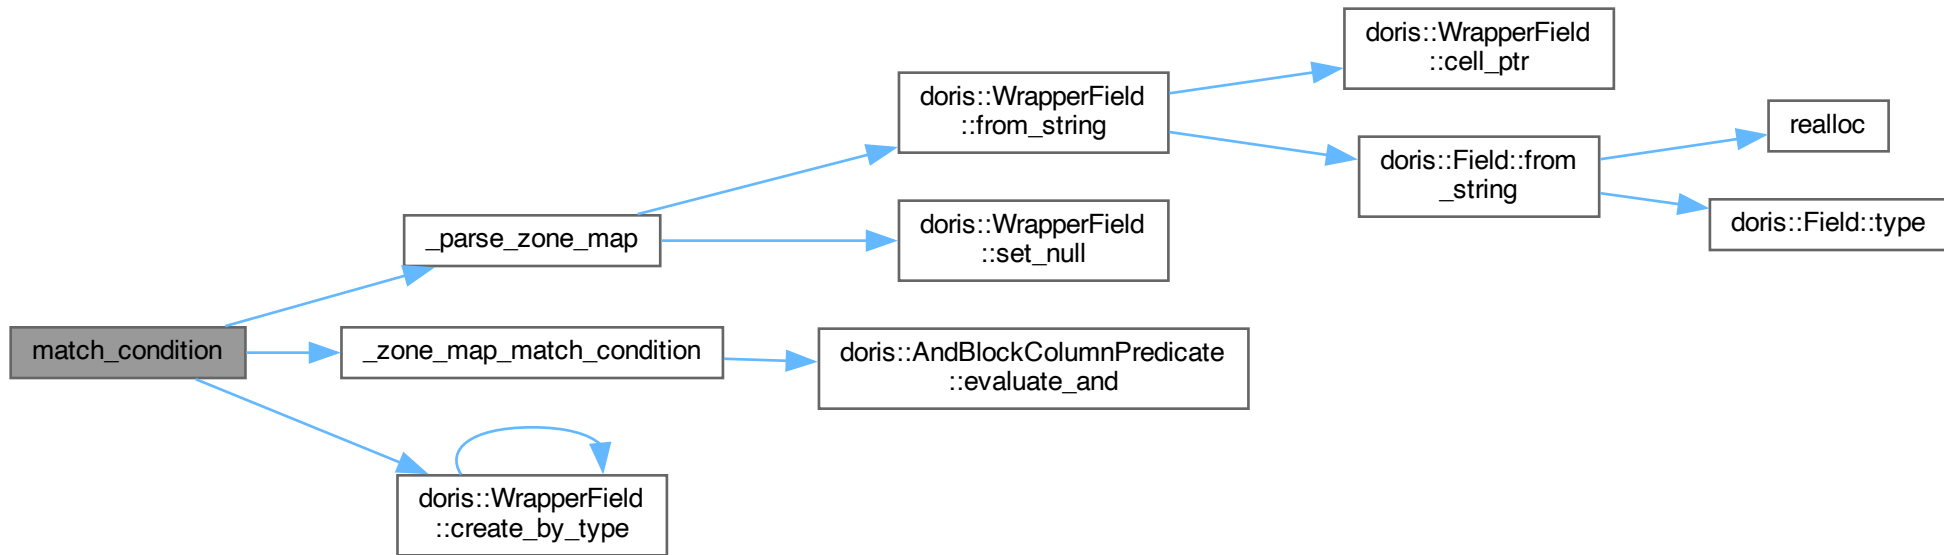 match_condition
_parse_zone_map
doris::WrapperField
::from_string
doris::WrapperField
::cell_ptr
doris::Field::from
_string
realloc
doris::Field::type
doris::WrapperField
::set_null
_zone_map_match_condition
doris::AndBlockColumnPredicate
::evaluate_and
doris::WrapperField
::create_by_type